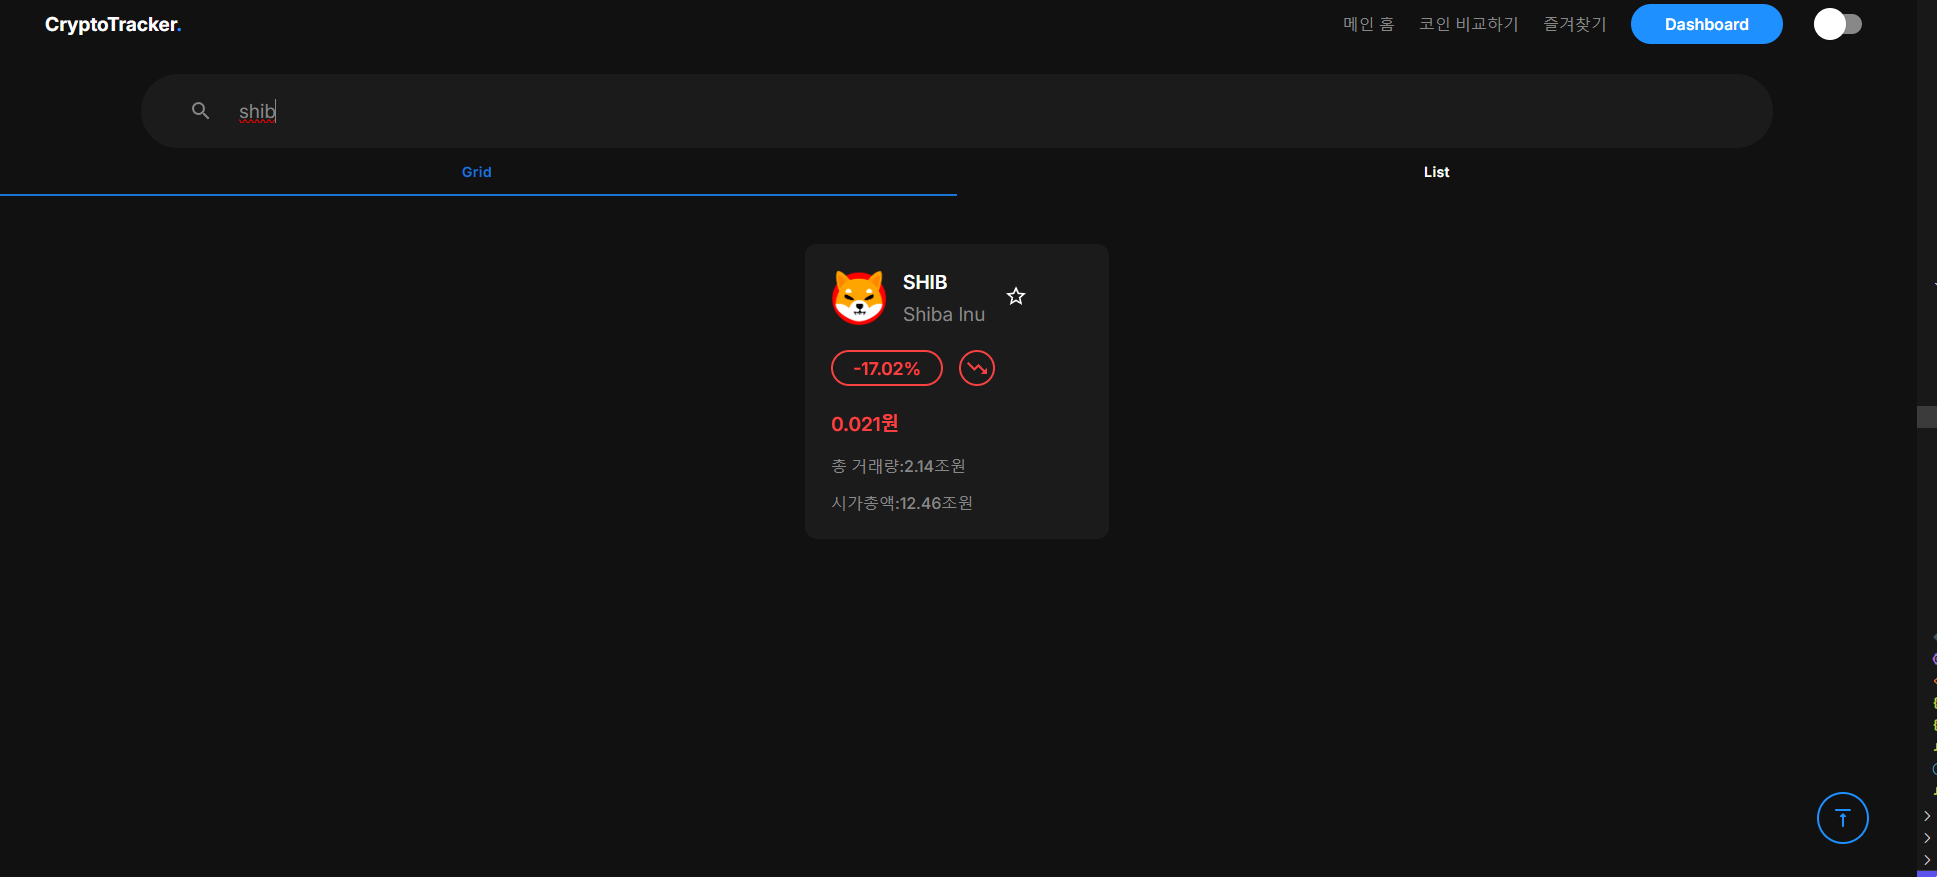 CryptoTracker.
메인 홈 코인 비교하기 즐겨찾기 Dashboard
shib
Grid List
SHIB
Shiba Inu
-17.02%
0.021원
총 거래량:2.14조원
시가총액:12.46조원